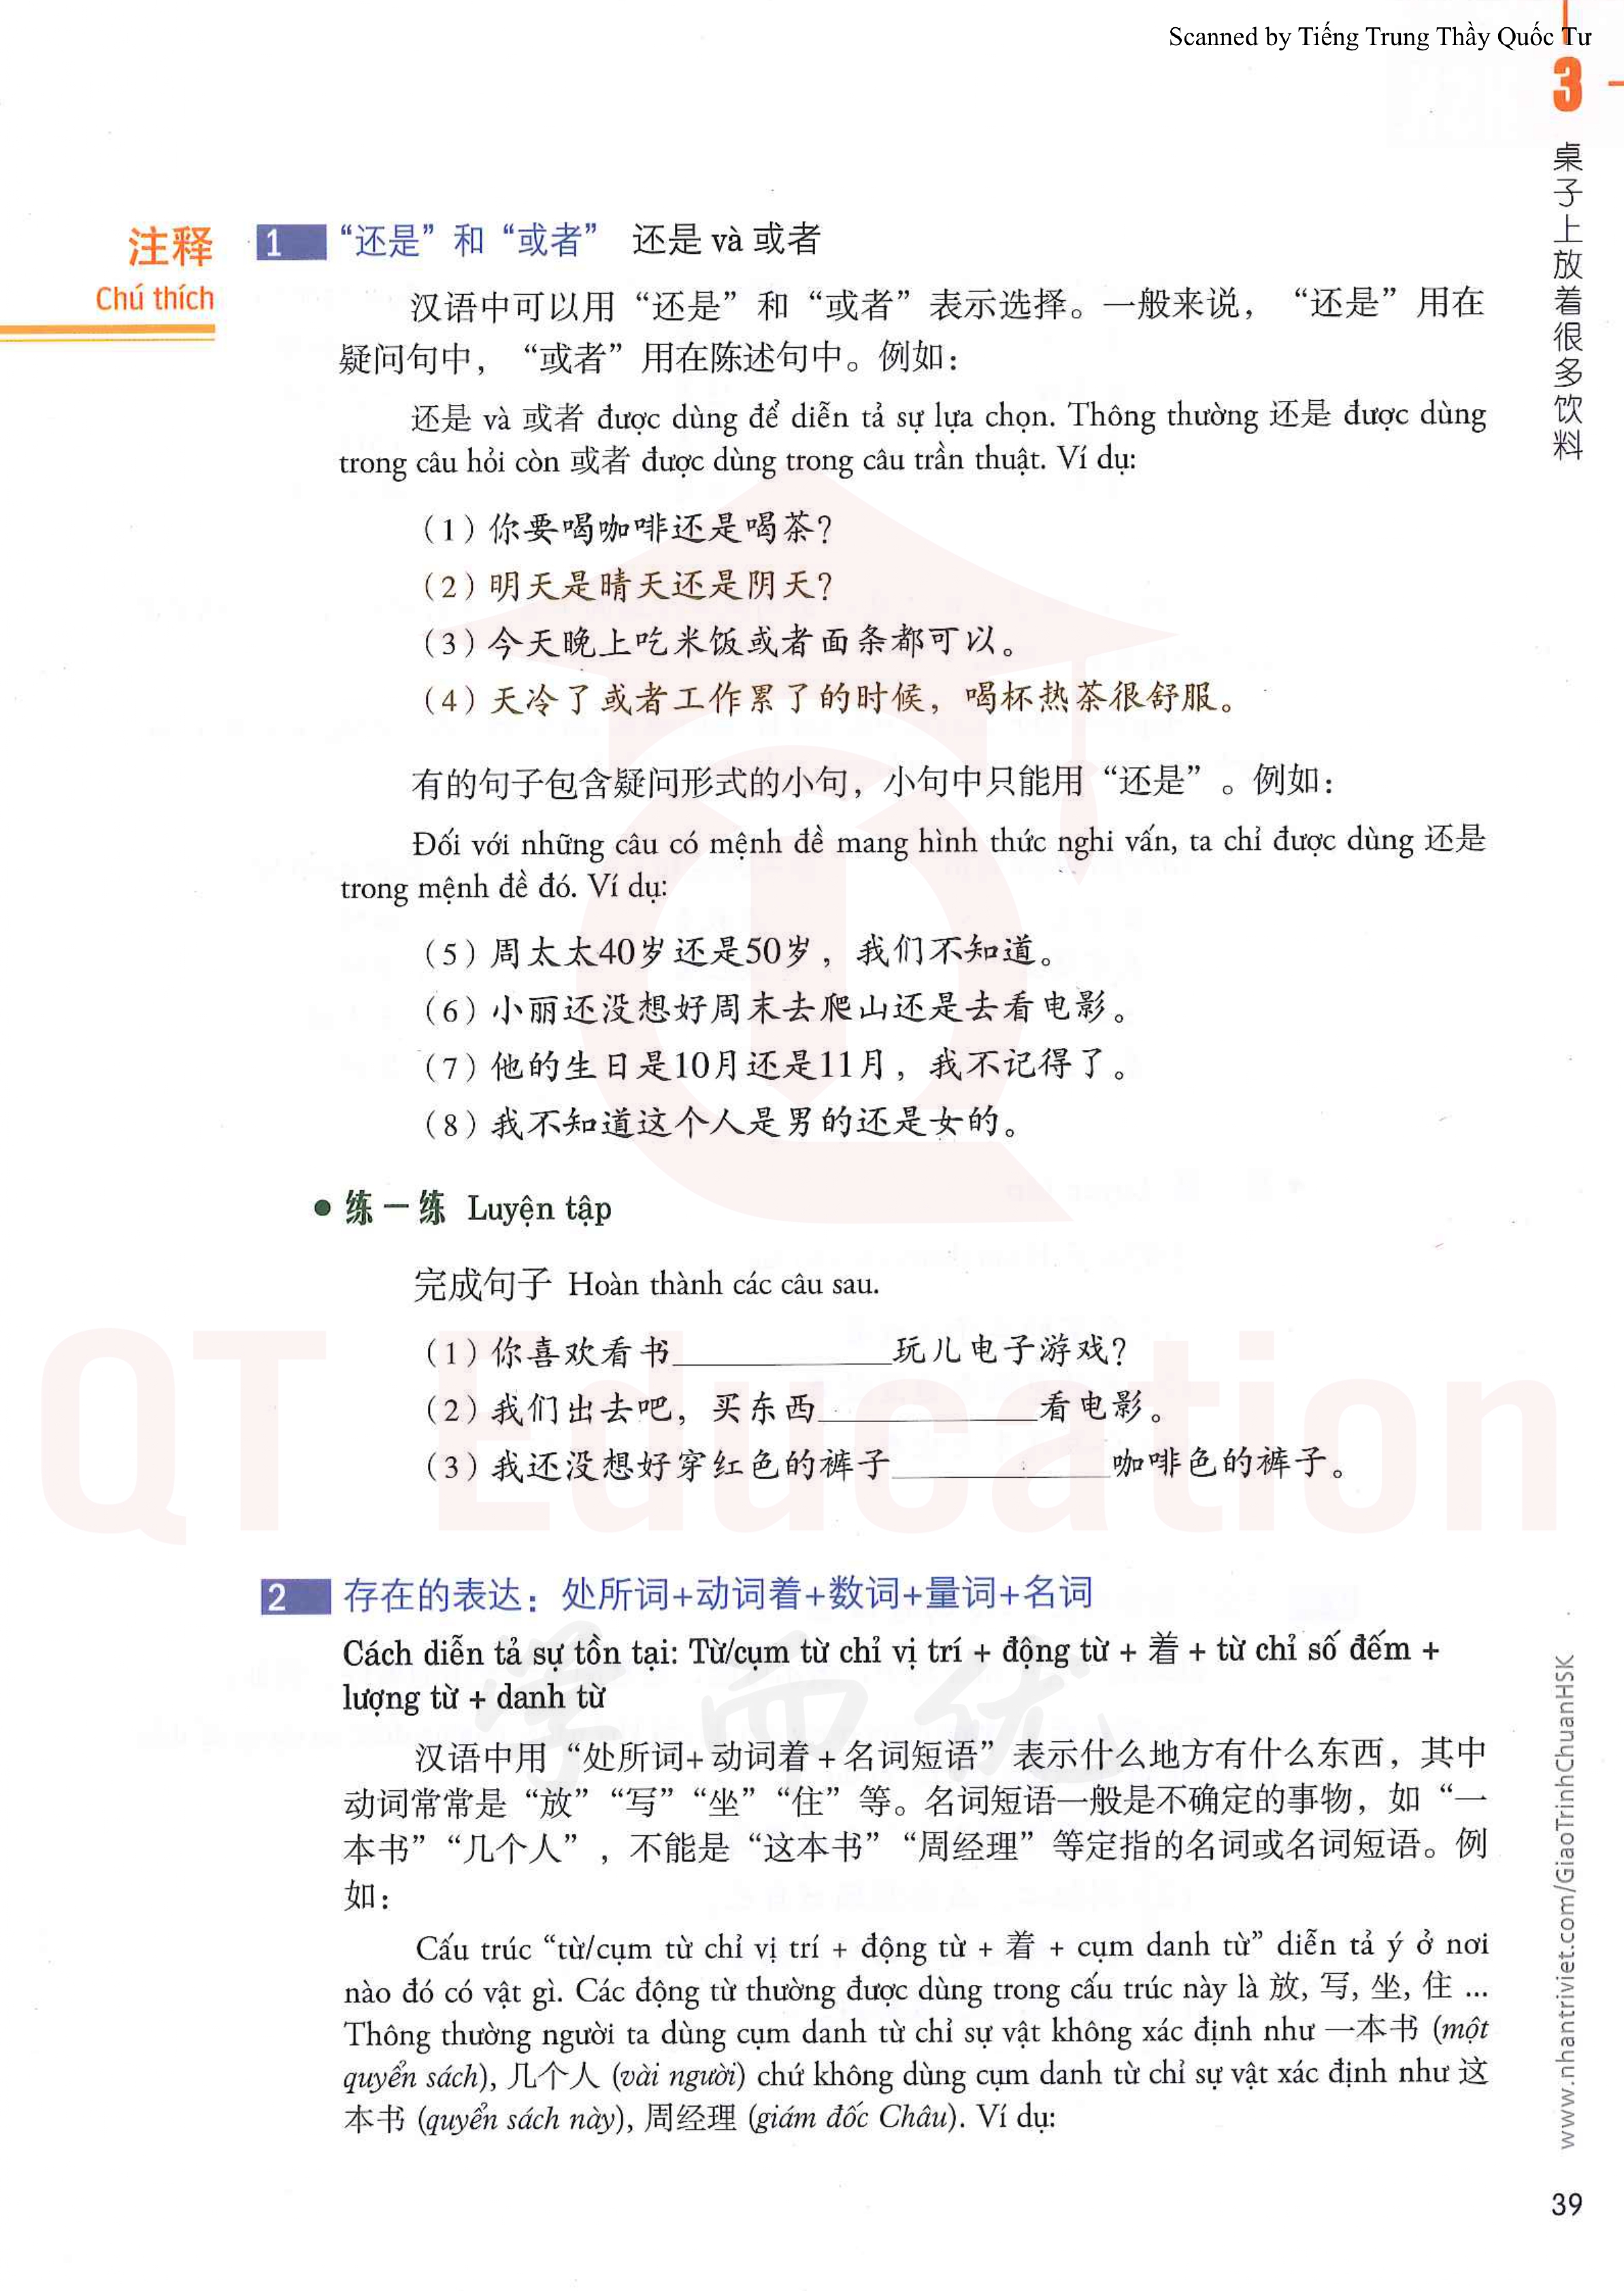 Scanned by Tiếng Trung Thầy Quốc Tư
3
桌子上放着很多饮料
注释
Chú thích
1 “还是”和“或者” 还是 và 或者
汉语中可以用“还是”和“或者”表示选择。一般来说，“还是”用在
疑问句中，“或者”用在陈述句中。例如：
还是 và 或者 được dùng để diễn tả sự lựa chọn. Thông thường 还是 được dùng
trong câu hỏi còn 或者 được dùng trong câu trần thuật. Ví dụ:
（1）你要喝咖啡还是喝茶？
（2）明天是晴天还是阴天？
（3）今天晚上吃米饭或者面条都可以。
（4）天冷了或者工作累了的时候，喝杯热茶很舒服。
有的句子包含疑问形式的小句，小句中只能用“还是”。例如：
Đối với những câu có mệnh đề mang hình thức nghi vấn, ta chỉ được dùng 还是
trong mệnh đề đó. Ví dụ:
（5）周太太40岁还是50岁，我们不知道。
（6）小丽还没想好周末去爬山还是去看电影。
（7）他的生日是10月还是11月，我不记得了。
（8）我不知道这个人是男的还是女的。
● 练一练 Luyện tập
完成句子 Hoàn thành các câu sau.
（1）你喜欢看书____________玩儿电子游戏？
（2）我们出去吧，买东西____________看电影。
（3）我还没想好穿红色的裤子____________咖啡色的裤子。
QT Education
2 存在的表达：处所词+动词着+数词+量词+名词
Cách diễn tả sự tồn tại: Từ/cụm từ chỉ vị trí + động từ + 着 + từ chỉ số đếm +
lượng từ + danh từ
学而优
汉语中用“处所词+动词着+名词短语”表示什么地方有什么东西，其中
动词常常是“放”“写”“坐”“住”等。名词短语一般是不确定的事物，如“一
本书”“几个人”，不能是“这本书”“周经理”等定指的名词或名词短语。例
如：
Cấu trúc “từ/cụm từ chỉ vị trí + động từ + 着 + cụm danh từ” diễn tả ý ở nơi
nào đó có vật gì. Các động từ thường được dùng trong cấu trúc này là 放, 写, 坐, 住 ...
Thông thường người ta dùng cụm danh từ chỉ sự vật không xác định như 一本书 (một
quyển sách), 几个人 (vài người) chứ không dùng cụm danh từ chỉ sự vật xác định như 这
本书 (quyển sách này), 周经理 (giám đốc Châu). Ví dụ:
www.nhantriviet.com/GiaoTrinhChuanHSK
39